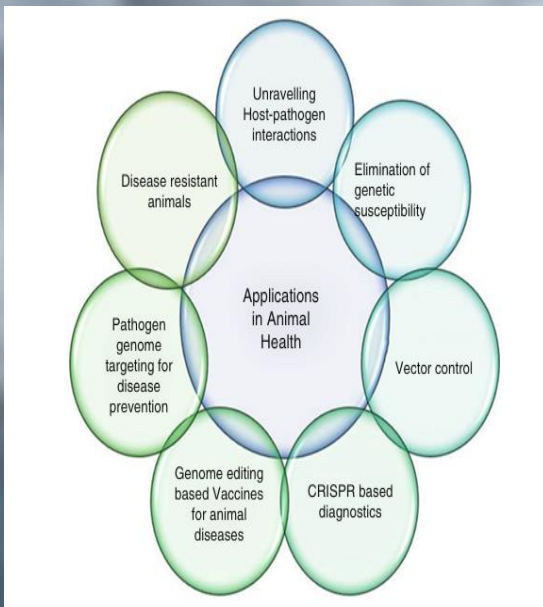 Unravelling
Host-pathogen
interactions
Elimination of
genetic
susceptibility
Vector control
CRISPR based
diagnostics
Genome editing
based Vaccines
for animal
diseases
Pathogen
genome
targeting for
disease
prevention
Disease resistant
animals
Applications
in Animal
Health